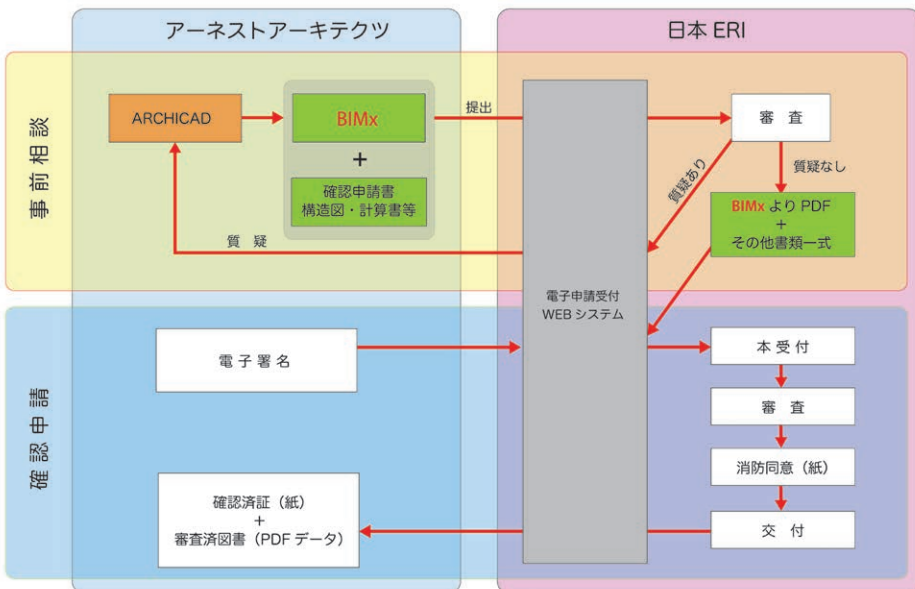 アーネストアーキテクツ
日本 ERI
事前相談
ARCHICAD
BIMx
+
確認申請書
構造図・計算書等
提出
審 査
質疑あり
質疑なし
BIMx より PDF
+
その他書類一式
質 疑
電子申請受付
WEB システム
確認申請
電 子 署 名
本 受 付
審 査
消防同意（紙）
交 付
確認済証（紙）
+
審査済図書（PDF データ）